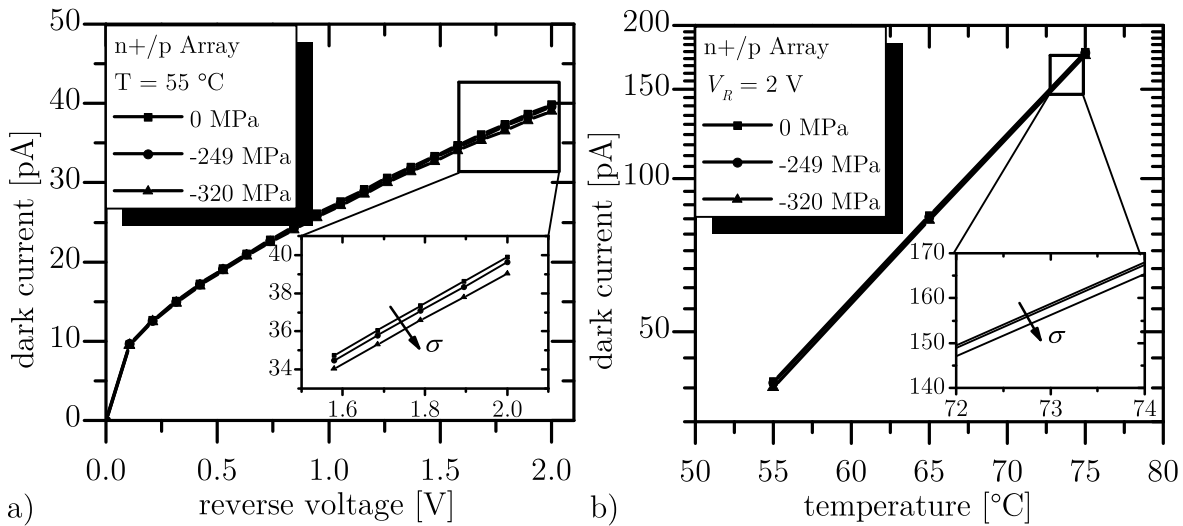 50
40
30
20
10
0
dark current [pA]
n+/p Array
T = 55 °C
0 MPa
-249 MPa
-320 MPa
40
38
36
34
1.6 1.8 2.0
σ
0.0 0.5 1.0 1.5 2.0
reverse voltage [V]
a)
200
150
100
50
dark current [pA]
n+/p Array
V_R = 2 V
0 MPa
-249 MPa
-320 MPa
170
160
150
140
72 73 74
σ
50 55 60 65 70 75 80
temperature [°C]
b)